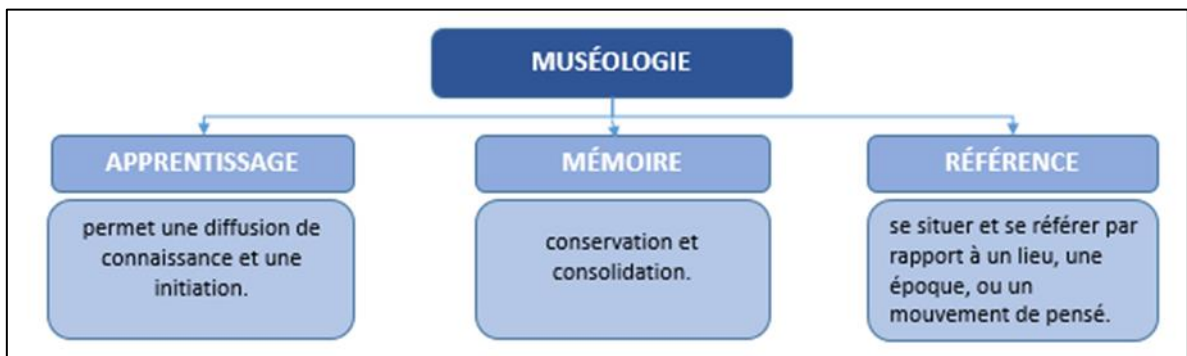 MUSÉOLOGIE
APPRENTISSAGE
permet une diffusion de
connaissance et une
initiation.
MÉMOIRE
conservation et
consolidation.
RÉFÉRENCE
se situer et se référer par
rapport à un lieu, une
époque, ou un
mouvement de pensé.